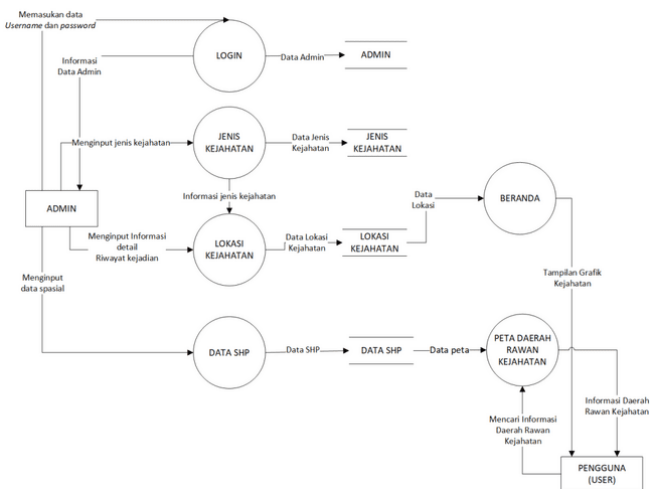 Memasukan data
Username dan password
LOGIN
Data Admin
ADMIN
Informasi
Data Admin
JENIS
KEJAHATAN
Menginput jenis kejahatan
Data Jenis
Kejahatan
JENIS
KEJAHATAN
Informasi jenis kejahatan
ADMIN
Menginput Informasi
detail
Riwayat kejadian
LOKASI
KEJAHATAN
Data Lokasi
Kejahatan
LOKASI
KEJAHATAN
Data
Lokasi
BERANDA
Tampilan Grafik
Kejahatan
Menginput
data spasial
DATA SHP
Data SHP
DATA SHP
Data peta
PETA DAERAH
RAWAN
KEJAHATAN
Informasi Daerah
Rawan Kejahatan
Mencari Informasi
Daerah Rawan
Kejahatan
PENGGUNA
(USER)